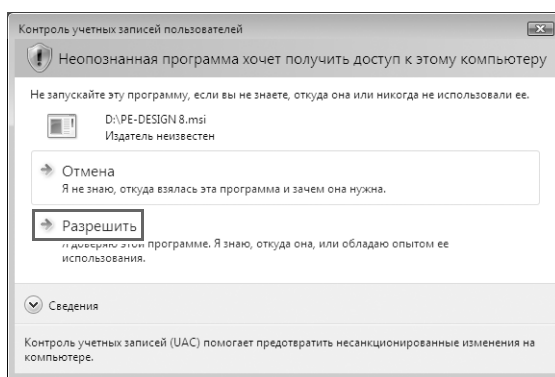 Контроль учетных записей пользователей
Неопознанная программа хочет получить доступ к этому компьютеру
Не запускайте эту программу, если вы не знаете, откуда она или никогда не использовали ее.
D:\PE-DESIGN 8.msi
Издатель неизвестен
Отмена
Я не знаю, откуда взялась эта программа и зачем она нужна.
Разрешить
Я доверяю этой программе. Я знаю, откуда она, или обладаю опытом ее
использования.
Сведения
Контроль учетных записей (UAC) помогает предотвратить несанкционированные изменения на
компьютере.